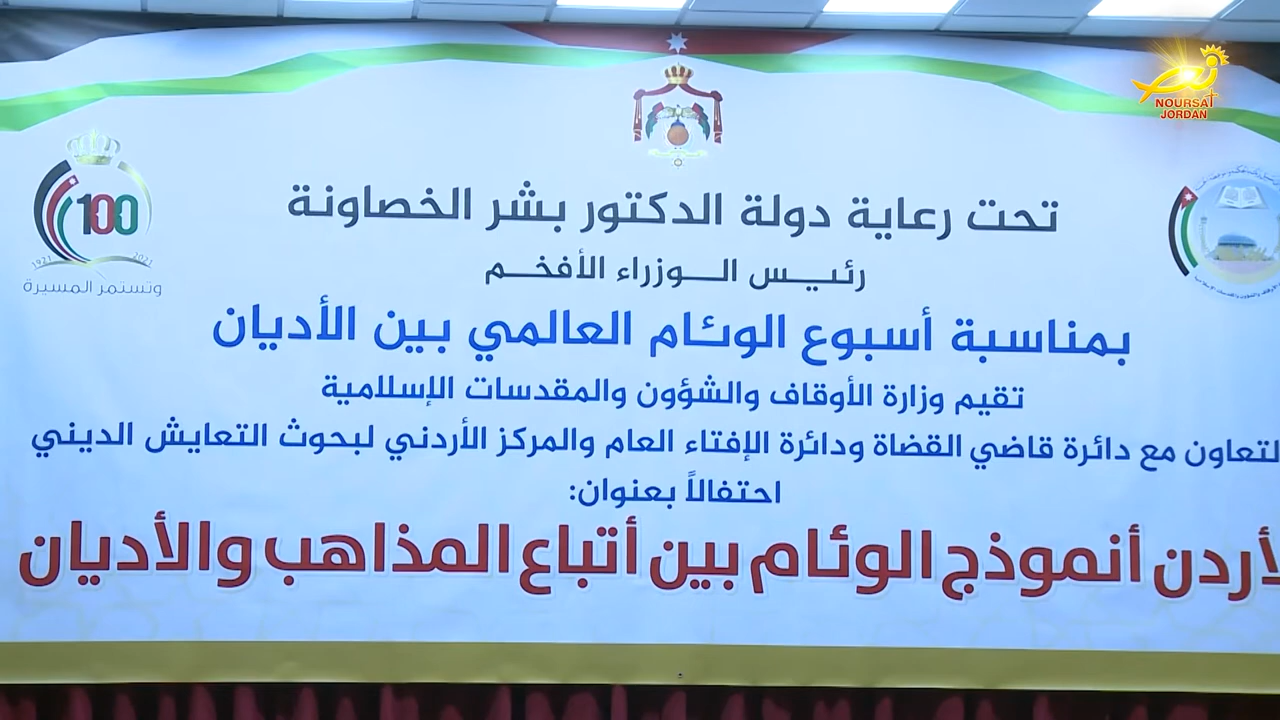 NOURSAT
JORDAN
تحت رعاية دولة الدكتور بشر الخصاونة
رئيس الوزراء الأفخم
بمناسبة أسبوع الوئام العالمي بين الأديان
تقيم وزارة الأوقاف والشؤون والمقدسات الإسلامية
لتعاون مع دائرة قاضي القضاة ودائرة الإفتاء العام والمركز الأردني لبحوث التعايش الديني
احتفالاً بعنوان:
لأردن أنموذج الوئام بين أتباع المذاهب والأديان
100
1921 2021
وتستمر المسيرة